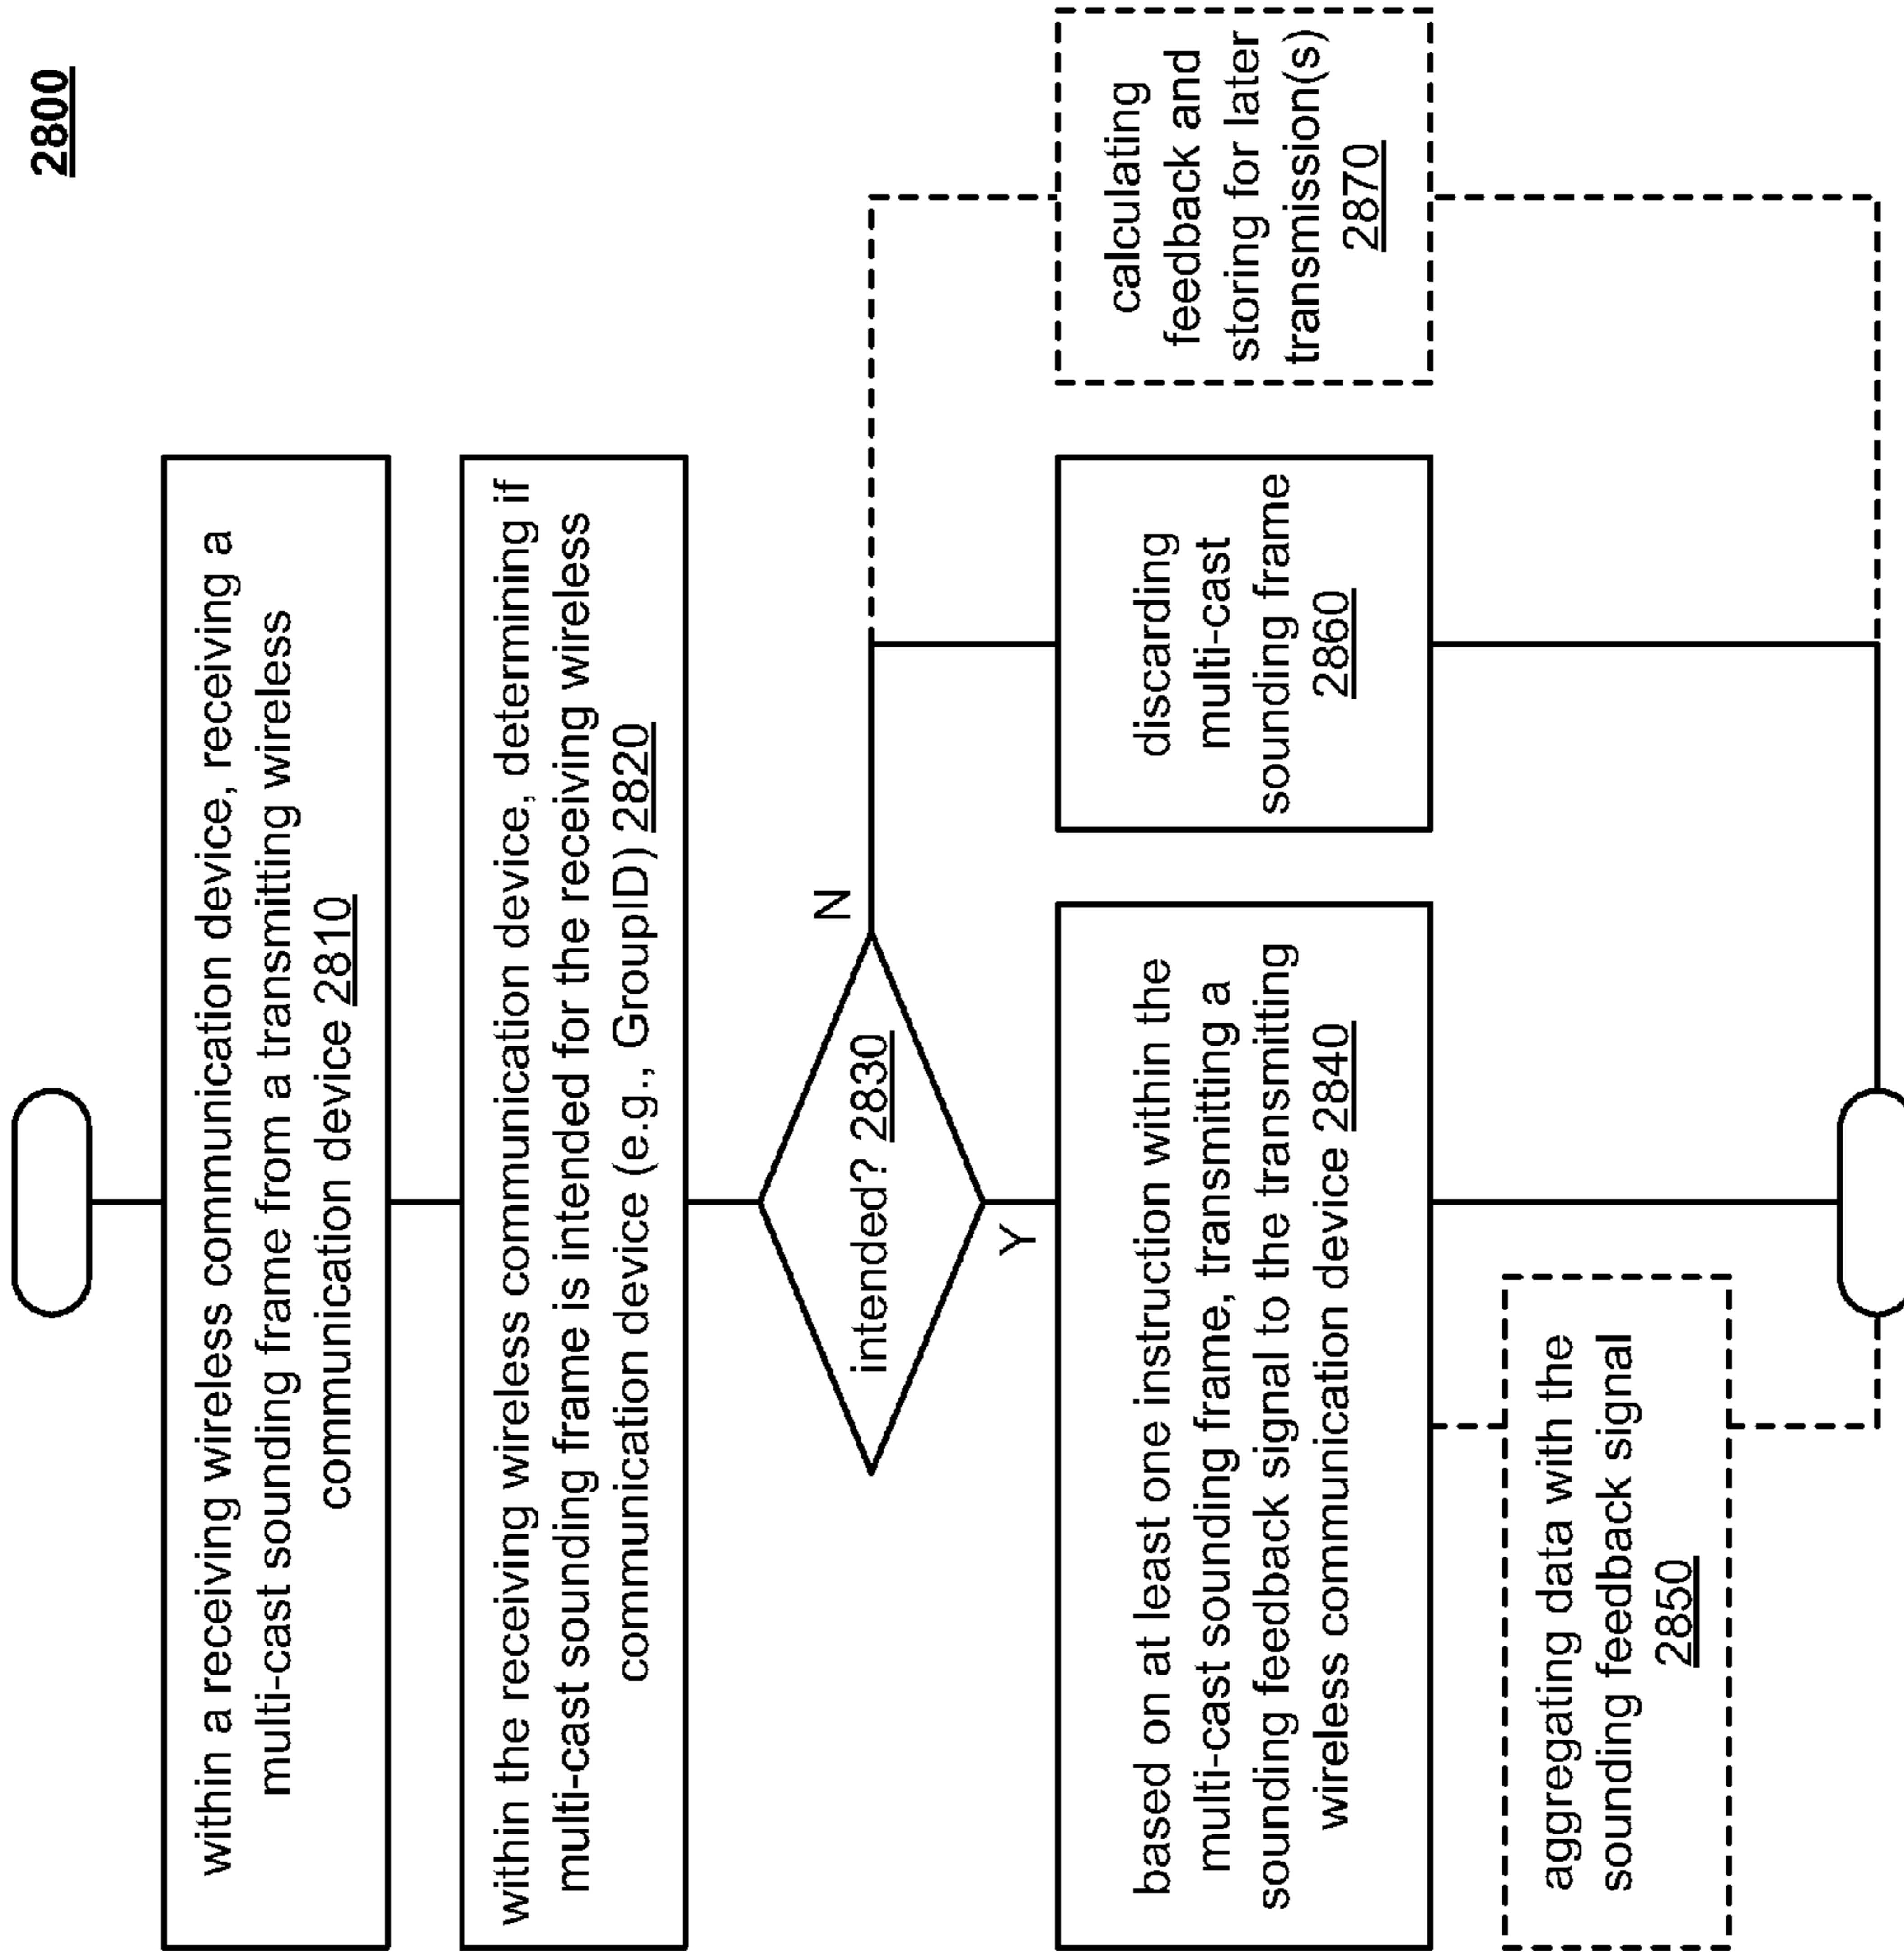 2800
within a receiving wireless communication device, receiving a
multi-cast sounding frame from a transmitting wireless
communication device 2810
within the receiving wireless communication device, determining if
multi-cast sounding frame is intended for the receiving wireless
communication device (e.g., GroupID) 2820
intended? 2830
N
Y
based on at least one instruction within the
multi-cast sounding frame, transmitting a
sounding feedback signal to the transmitting
wireless communication device 2840
discarding
multi-cast
sounding frame
2860
calculating
feedback and
storing for later
transmission(s)
2870
aggregating data with the
sounding feedback signal
2850